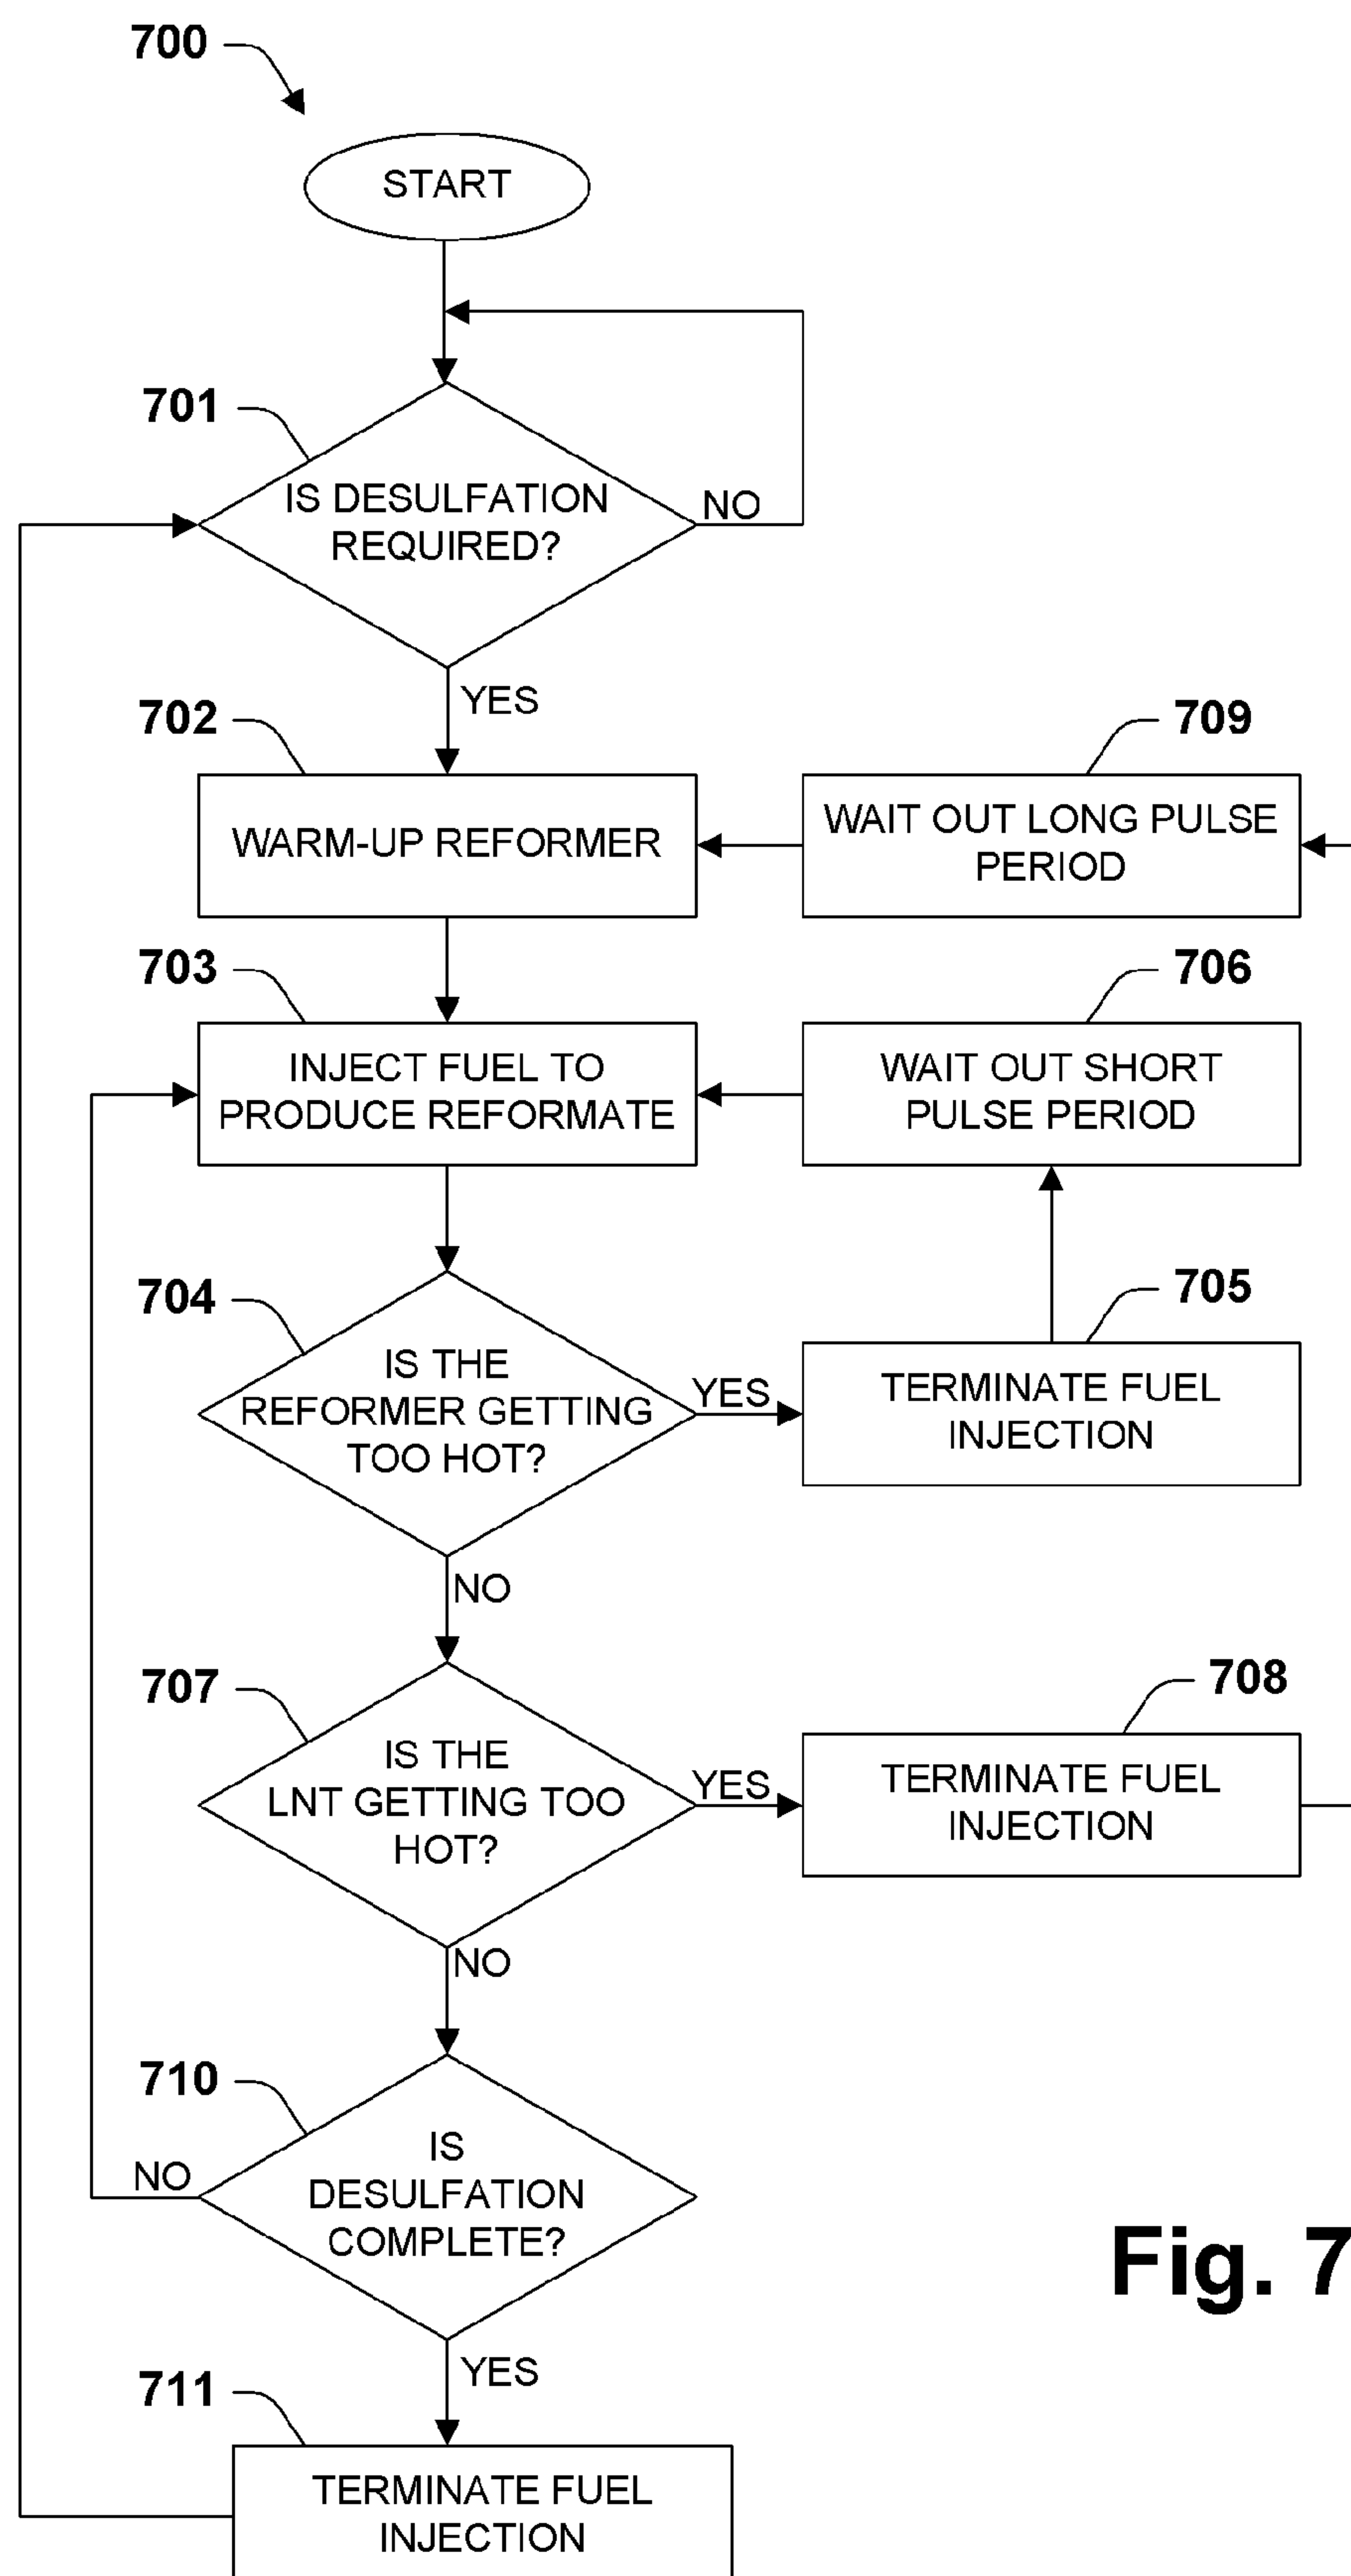 700
START
701
IS DESULFATION
REQUIRED?
NO
YES
702
WARM-UP REFORMER
709
WAIT OUT LONG PULSE
PERIOD
703
INJECT FUEL TO
PRODUCE REFORMATE
706
WAIT OUT SHORT
PULSE PERIOD
704
IS THE
REFORMER GETTING
TOO HOT?
YES
705
TERMINATE FUEL
INJECTION
NO
707
IS THE
LNT GETTING TOO
HOT?
YES
708
TERMINATE FUEL
INJECTION
NO
710
IS
DESULFATION
COMPLETE?
NO
YES
711
TERMINATE FUEL
INJECTION
Fig. 7